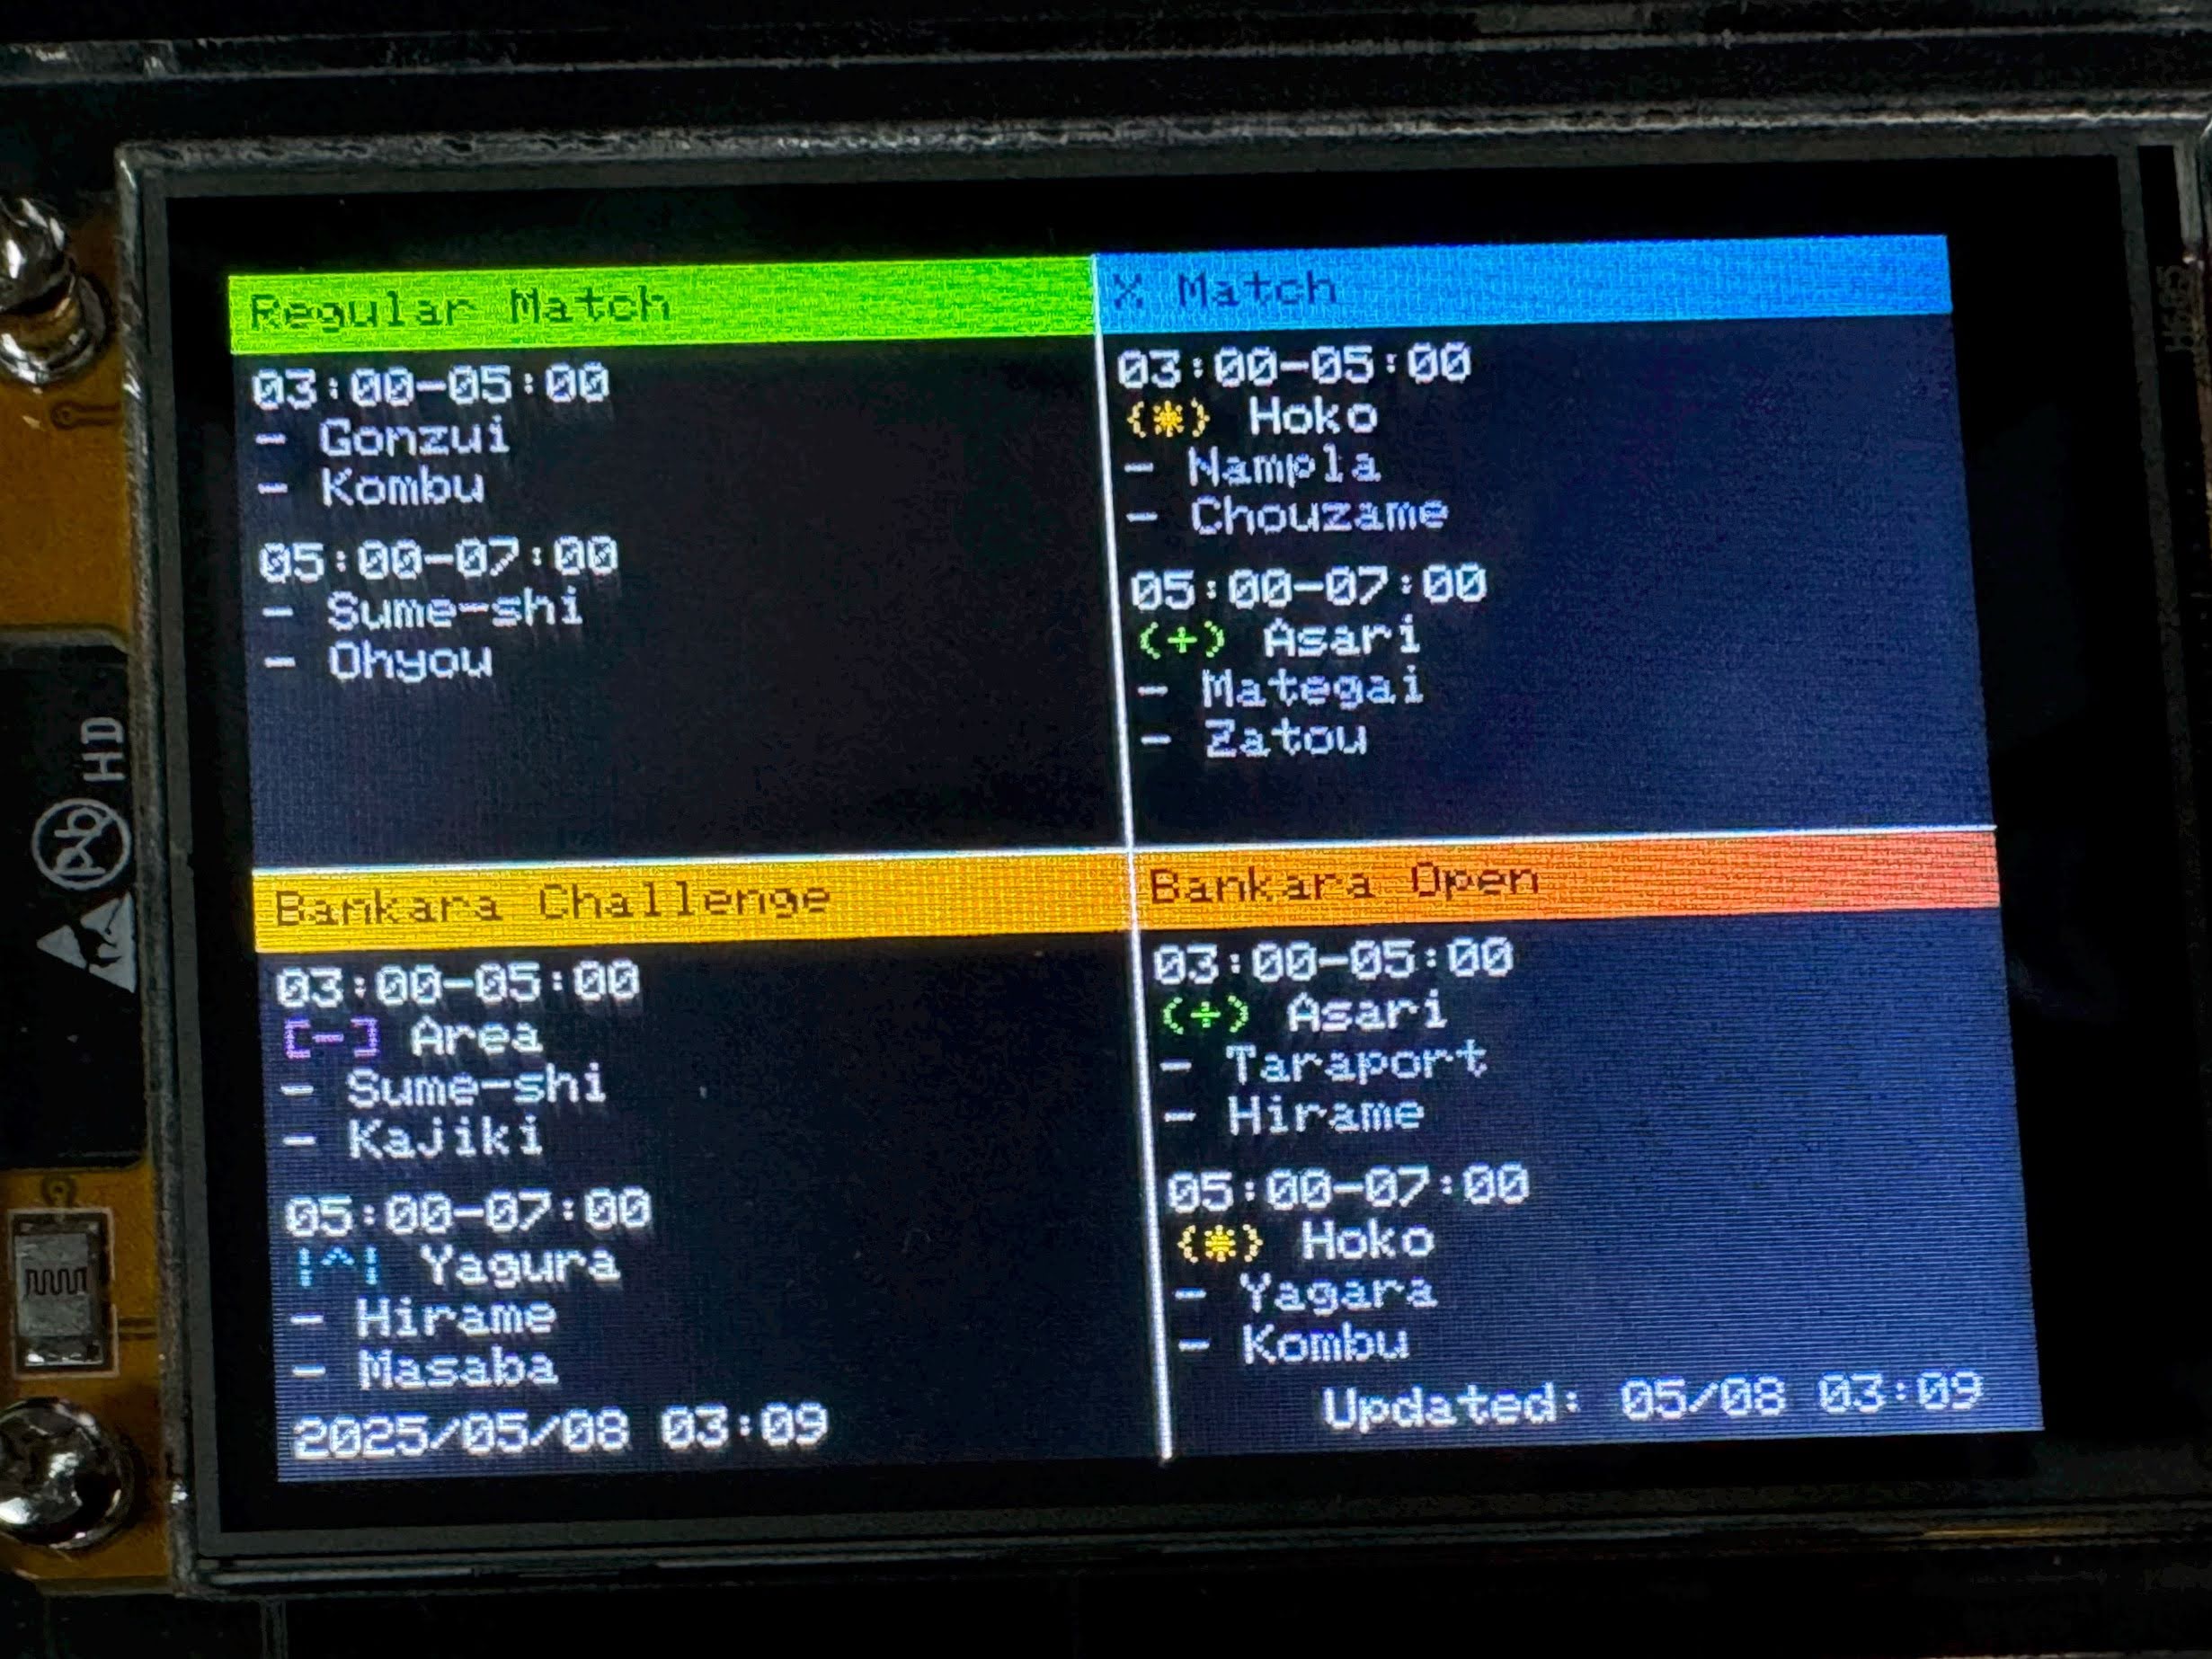 Regular Match
03:00-05:00
- Gonzui
- Kombu
05:00-07:00
- Sume-shi
- Ohyou
X Match
03:00-05:00
{*} Hoko
- Nampla
- Chouzame
05:00-07:00
(+) Asari
- Mategai
- Zatou
Bankara Challenge
03:00-05:00
[-] Area
- Sume-shi
- Kajiki
05:00-07:00
|^| Yagura
- Hirame
- Masaba
2025/05/08 03:09
Bankara Open
03:00-05:00
(+) Asari
- Taraport
- Hirame
05:00-07:00
{*} Hoko
- Yagara
- Kombu
Updated: 05/08 03:09
Pb HD